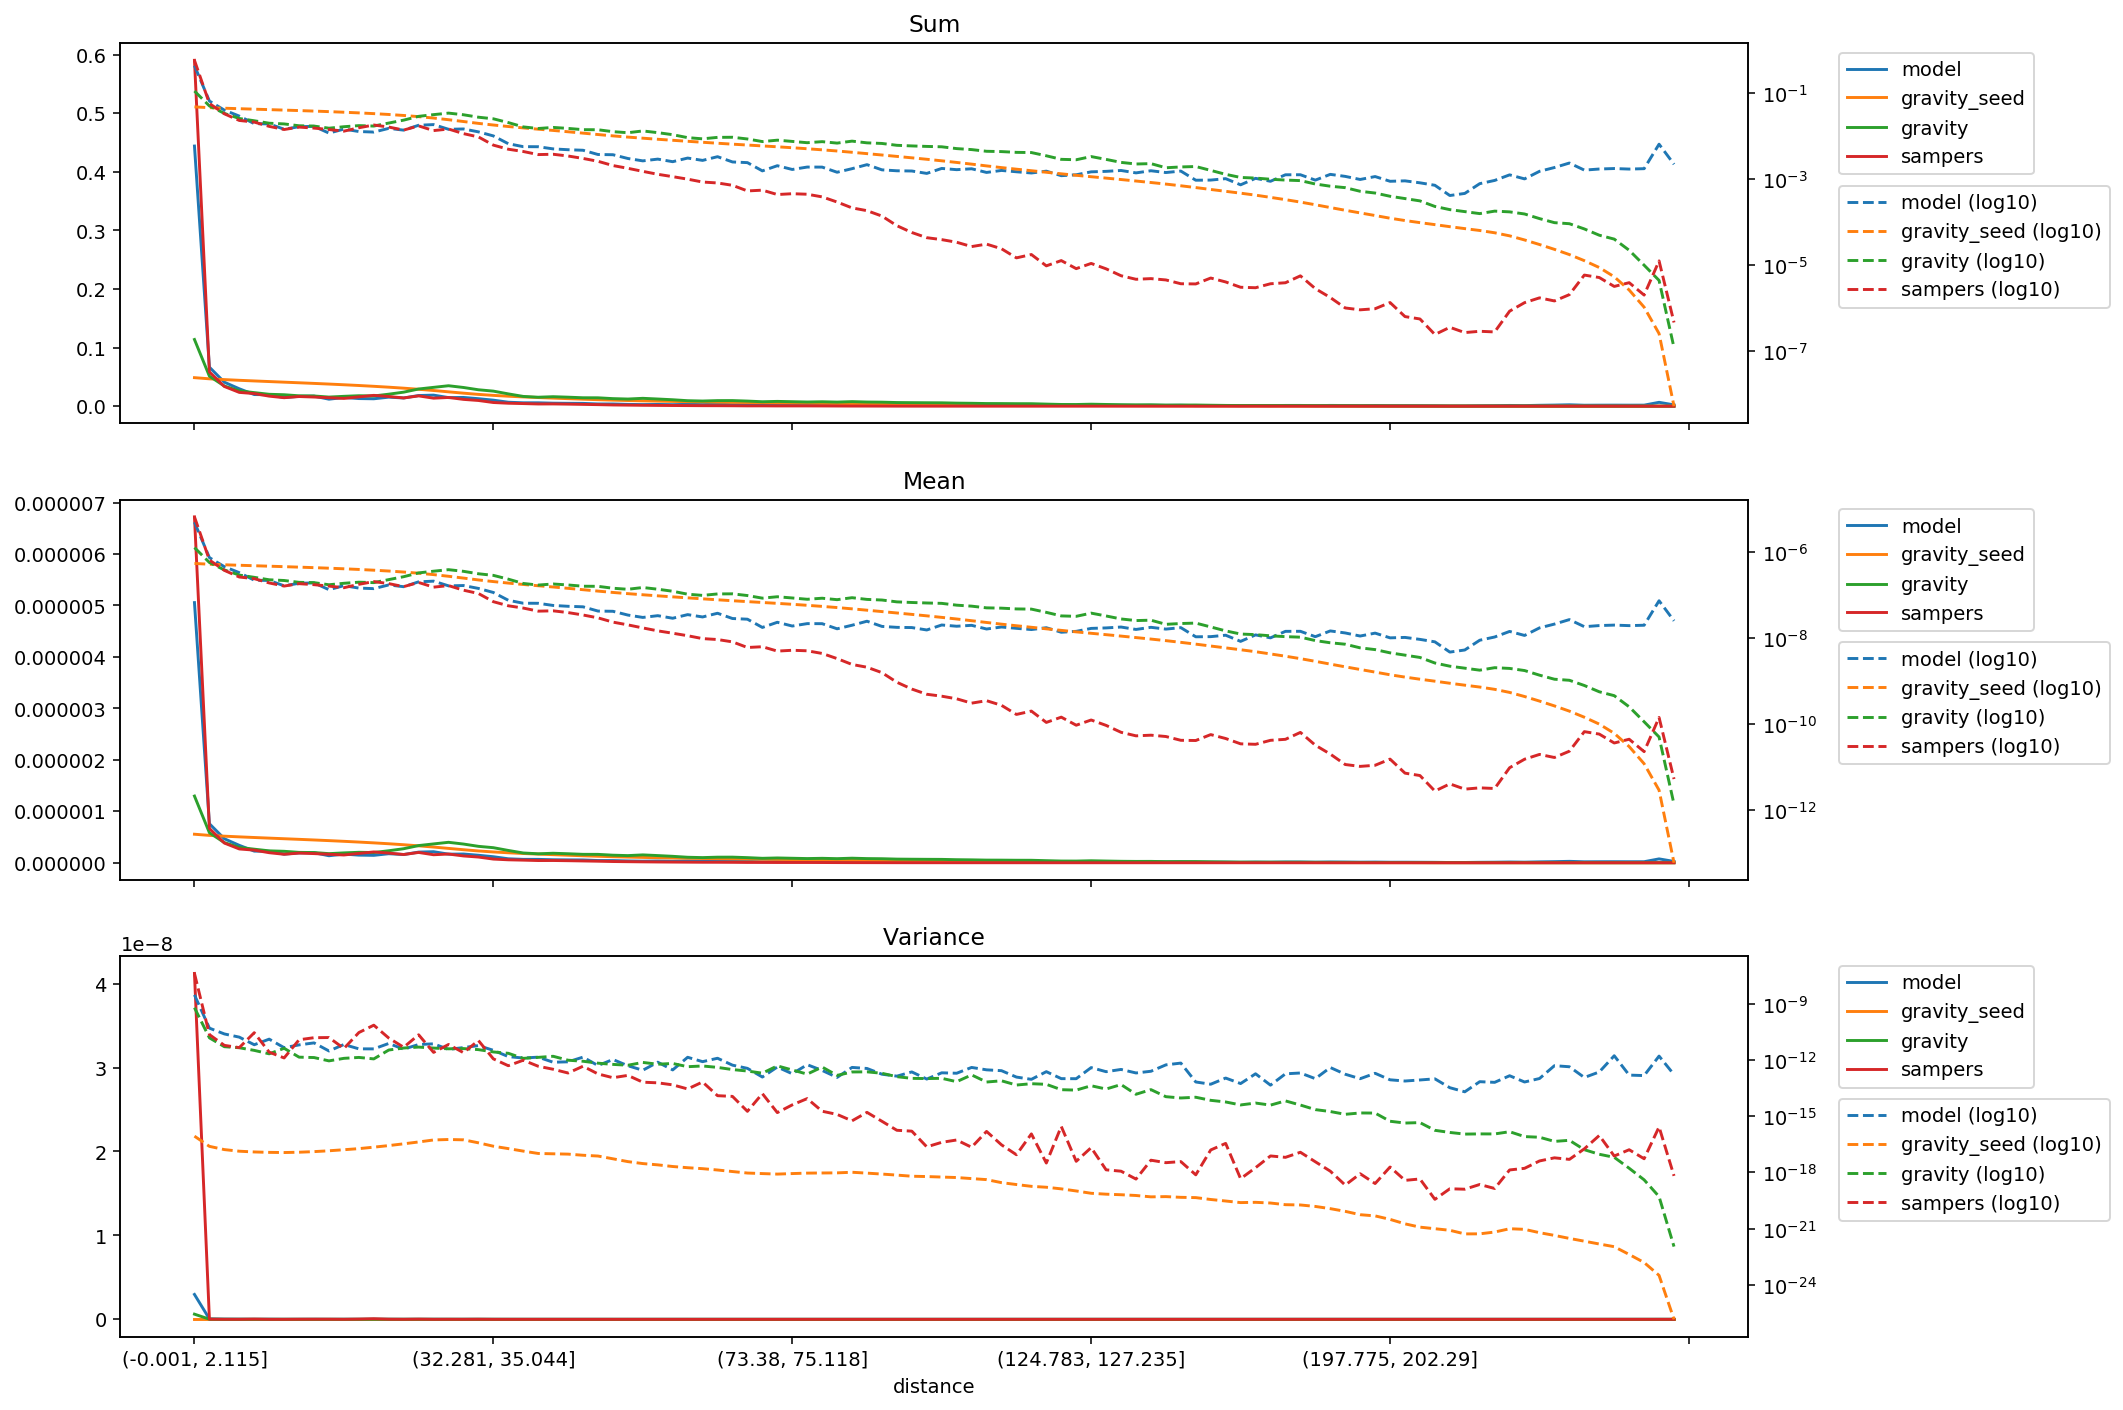 Sum
0.6
0.5
0.4
0.3
0.2
0.1
0.0
10−1
10−3
10−5
10−7
model
gravity_seed
gravity
sampers
model (log10)
gravity_seed (log10)
gravity (log10)
sampers (log10)
Mean
0.000007
0.000006
0.000005
0.000004
0.000003
0.000002
0.000001
0.000000
10−6
10−8
10−10
10−12
model
gravity_seed
gravity
sampers
model (log10)
gravity_seed (log10)
gravity (log10)
sampers (log10)
Variance
1e−8
4
3
2
1
0
10−9
10−12
10−15
10−18
10−21
10−24
model
gravity_seed
gravity
sampers
model (log10)
gravity_seed (log10)
gravity (log10)
sampers (log10)
(-0.001, 2.115] (32.281, 35.044] (73.38, 75.118] (124.783, 127.235] (197.775, 202.29]
distance